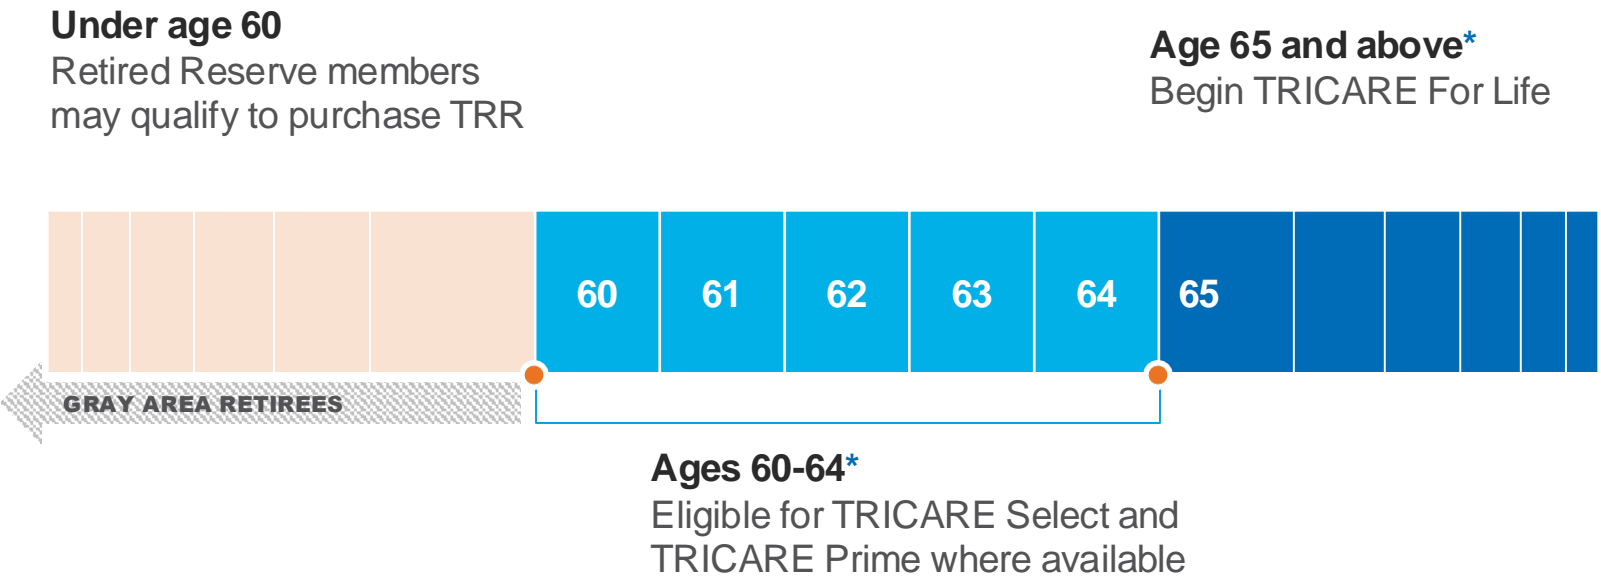 Under age 60
Retired Reserve members
may qualify to purchase TRR
Age 65 and above*
Begin TRICARE For Life
60 61 62 63 64 65
GRAY AREA RETIREES
Ages 60-64*
Eligible for TRICARE Select and
TRICARE Prime where available